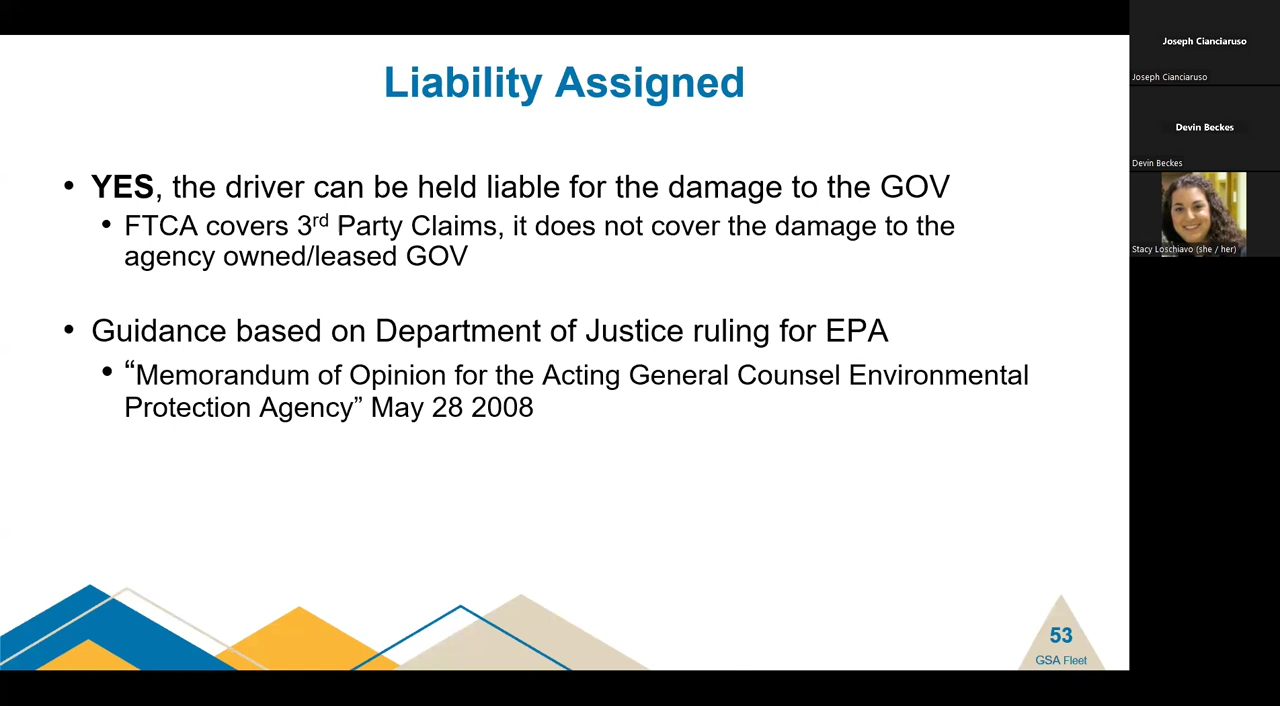 Liability Assigned
• YES, the driver can be held liable for the damage to the GOV
• FTCA covers 3rd Party Claims, it does not cover the damage to the
agency owned/leased GOV
• Guidance based on Department of Justice ruling for EPA
• “Memorandum of Opinion for the Acting General Counsel Environmental
Protection Agency” May 28 2008
53
GSA Fleet
Joseph Cianciaruso
Joseph Cianciaruso
Devin Beckes
Devin Beckes
Stacy Loschiavo (she / her)